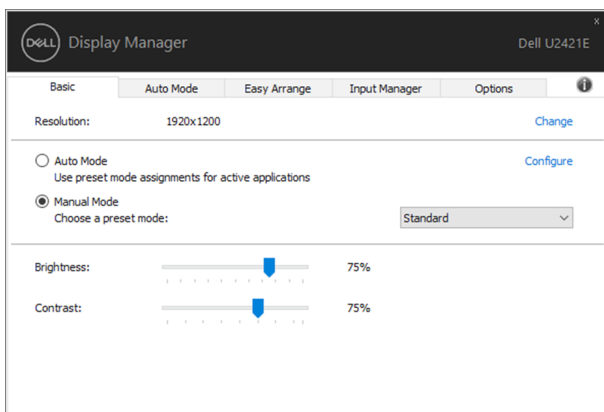 x
DELL Display Manager Dell U2421E
Basic Auto Mode Easy Arrange Input Manager Options i
Resolution: 1920x1200 Change
Auto Mode Configure
Use preset mode assignments for active applications
Manual Mode
Choose a preset mode: Standard
Brightness: 75%
Contrast: 75%